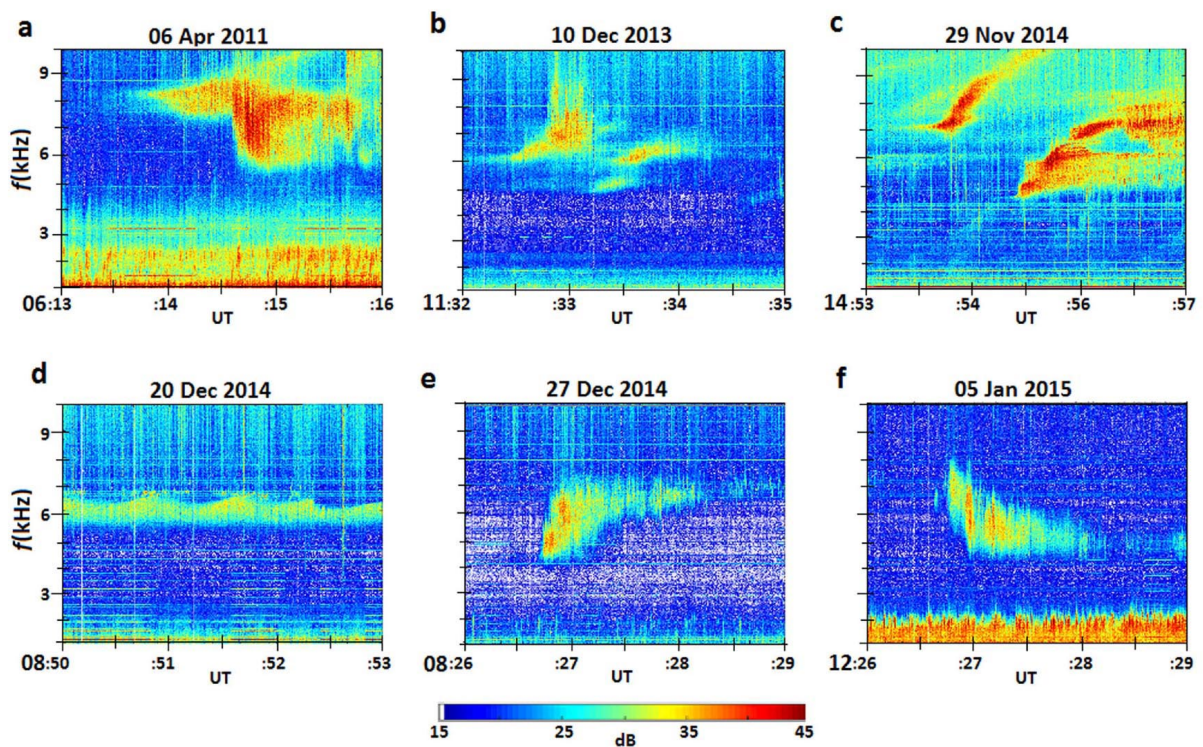 a
06 Apr 2011
b
10 Dec 2013
c
29 Nov 2014
f(kHz)
9
6
3
06:13 :14 :15 :16
UT
11:32 :33 :34 :35
UT
14:53 :54 :56 :57
UT
d
20 Dec 2014
e
27 Dec 2014
f
05 Jan 2015
f(kHz)
9
6
3
08:50 :51 :52 :53
UT
08:26 :27 :28 :29
UT
12:26 :27 :28 :29
UT
15 25 35 45
dB